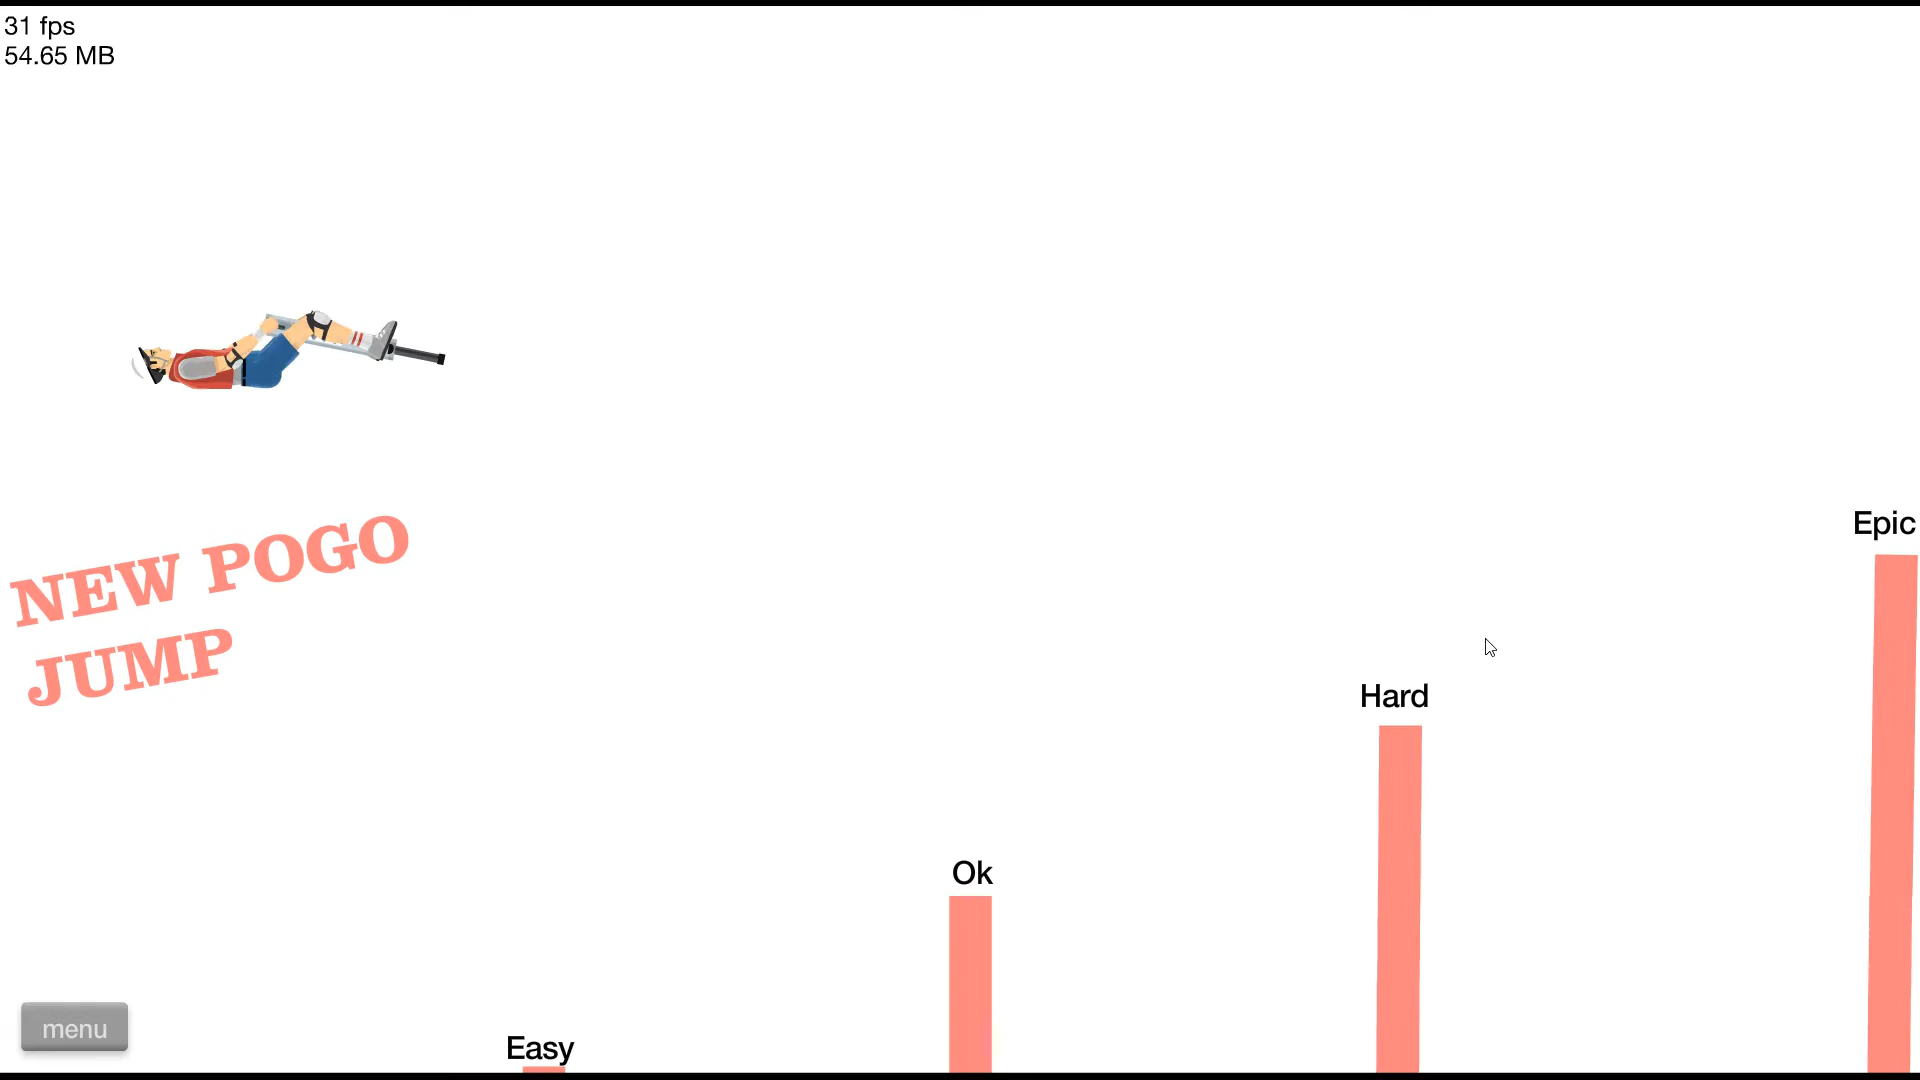 31 fps
54.65 MB
Epic
NEW POGO
JUMP
Hard
Ok
menu
Easy